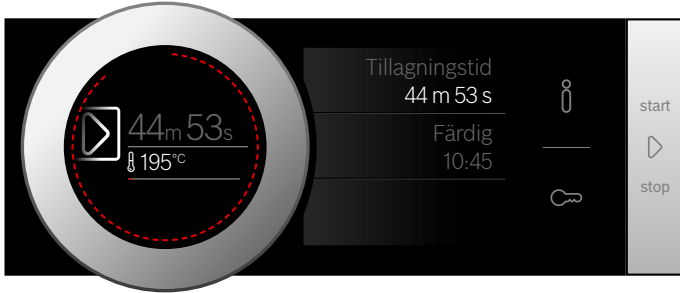 44m 53s
195°C
Tillagningstid
44 m 53 s
Färdig
10:45
start
stop